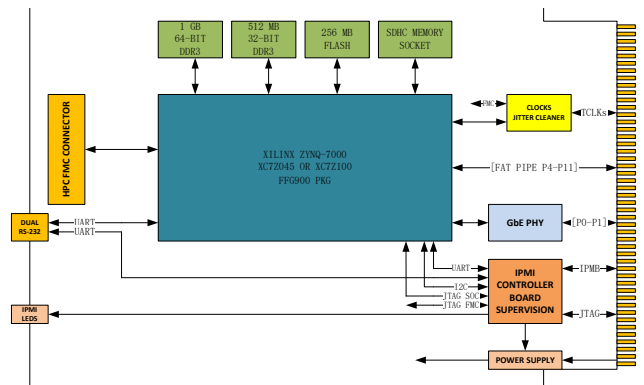 1 GB
64-BIT
DDR3
512 MB
32-BIT
DDR3
256 MB
FLASH
SDHC MEMORY
SOCKET
HPC FMC CONNECTOR
XILINX ZYNQ-7000
XC7Z045 OR XC7Z100
FFG900 PKG
FMC
CLOCKS
JITTER CLEANER
TCLKs
[FAT PIPE P4-P11]
DUAL
RS-232
UART
UART
GbE PHY
[P0-P1]
UART
I2C
JTAG SOC
JTAG FMC
IPMI
CONTROLLER
BOARD
SUPERVISION
IPMB
JTAG
IPMI
LEDS
POWER SUPPLY